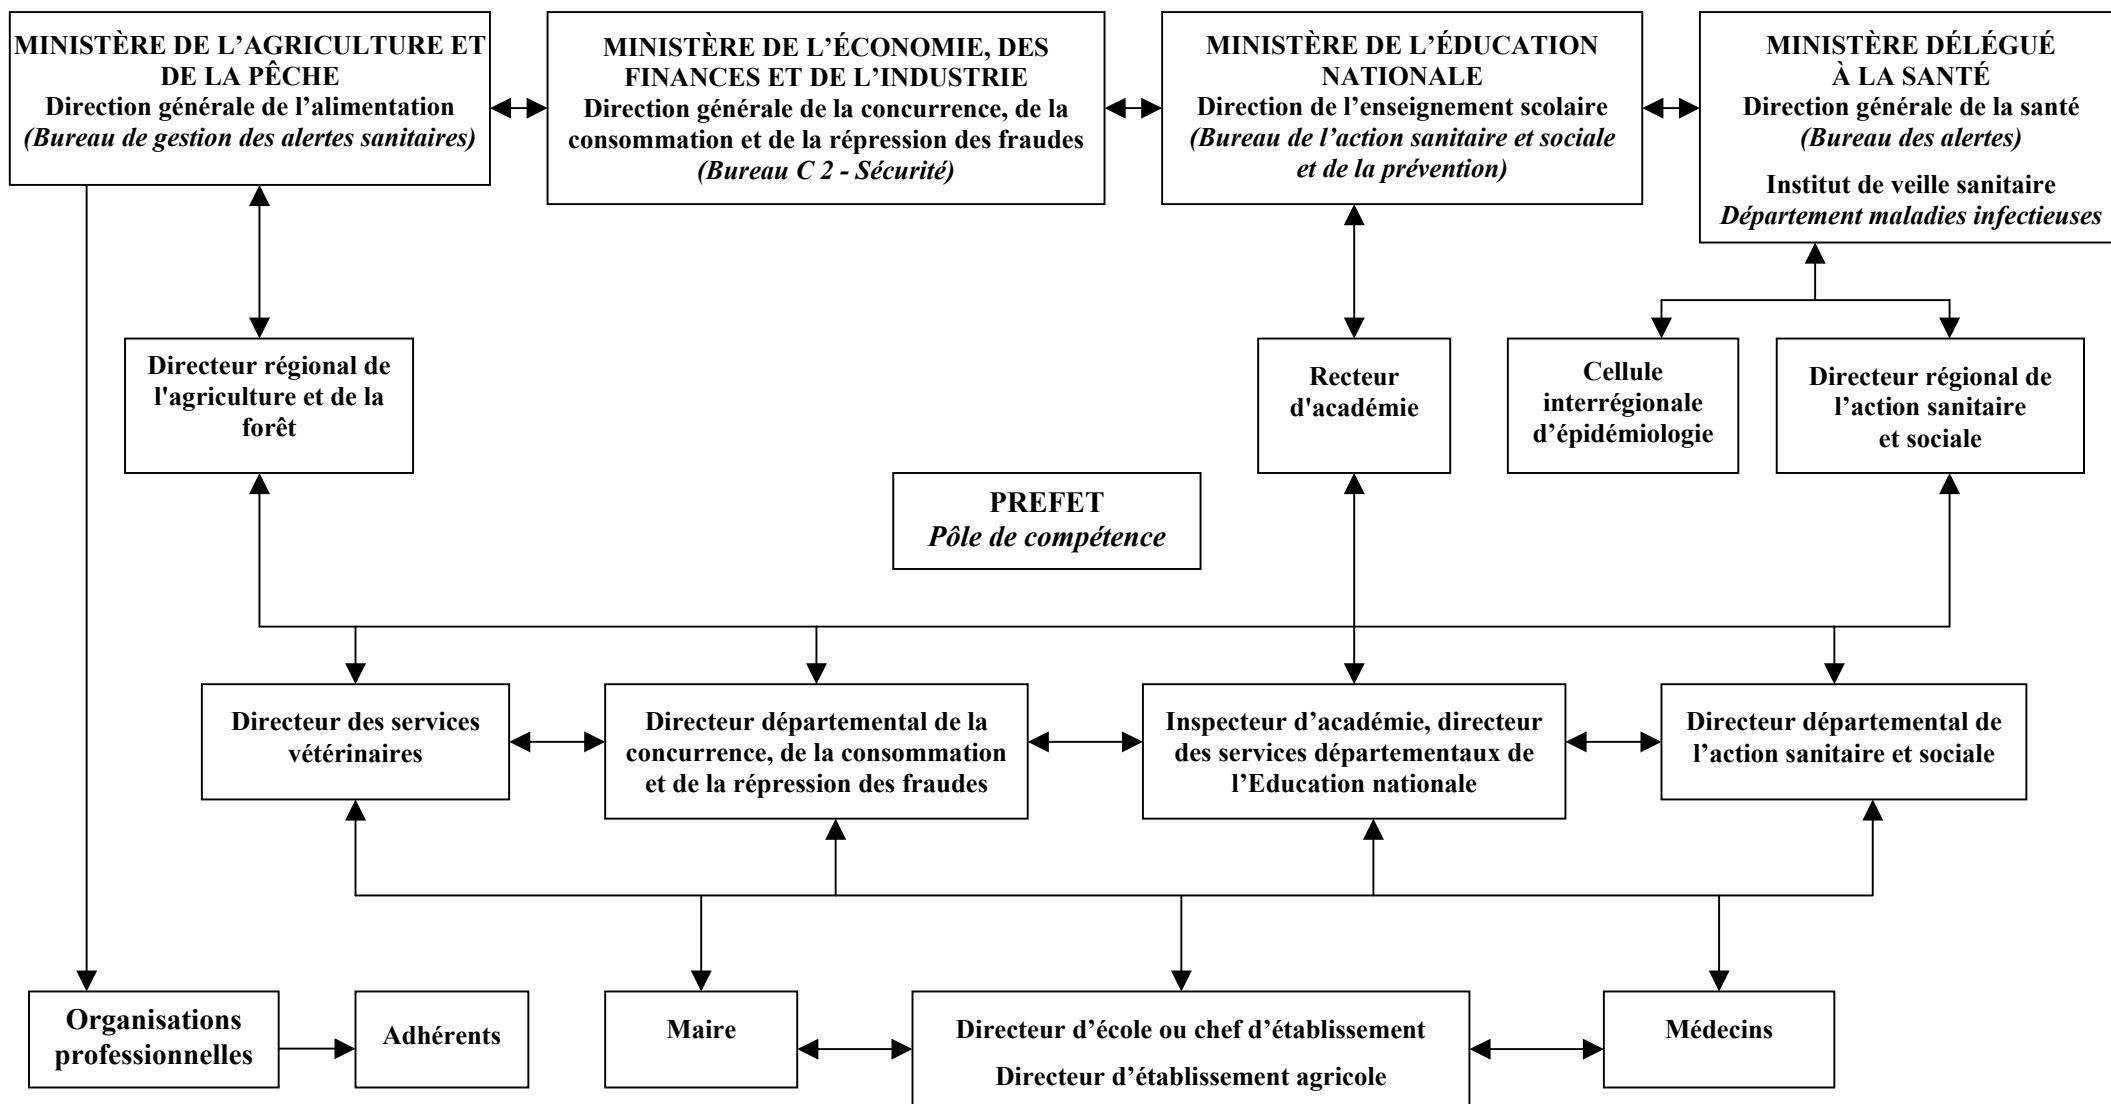 MINISTÈRE DE L’AGRICULTURE ET
DE LA PÊCHE
Direction générale de l’alimentation
(Bureau de gestion des alertes sanitaires)
MINISTÈRE DE L’ÉCONOMIE, DES
FINANCES ET DE L’INDUSTRIE
Direction générale de la concurrence, de la
consommation et de la répression des fraudes
(Bureau C 2 - Sécurité)
MINISTÈRE DE L’ÉDUCATION
NATIONALE
Direction de l’enseignement scolaire
(Bureau de l’action sanitaire et sociale
et de la prévention)
MINISTÈRE DÉLÉGUÉ
À LA SANTÉ
Direction générale de la santé
(Bureau des alertes)
Institut de veille sanitaire
Département maladies infectieuses
Directeur régional de
l'agriculture et de la
forêt
Recteur
d'académie
Cellule
interrégionale
d’épidémiologie
Directeur régional de
l’action sanitaire
et sociale
PREFET
Pôle de compétence
Directeur des services
vétérinaires
Directeur départemental de la
concurrence, de la consommation
et de la répression des fraudes
Inspecteur d’académie, directeur
des services départementaux de
l’Education nationale
Directeur départemental de
l’action sanitaire et sociale
Organisations
professionnelles
Adhérents
Maire
Directeur d’école ou chef d’établissement
Directeur d’établissement agricole
Médecins